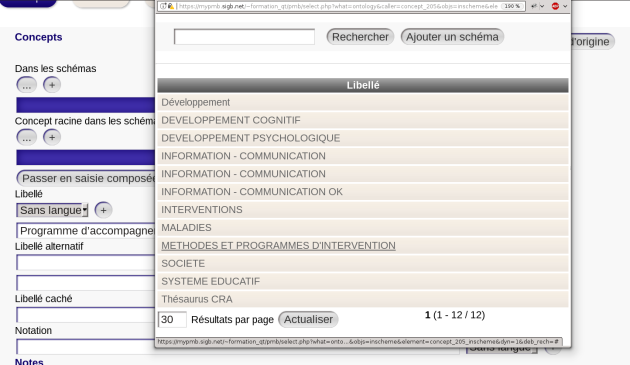 https://mypmb.sigb.net/~formation_qt/pmb/select.php?what=ontology&caller=concept_205&objs=inscheme&ele
190 %
Rechercher
Ajouter un schéma
d'origine
Concepts
Dans les schémas
... +
Concept racine dans les schéma
... +
Passer en saisie composé
Libellé
Sans langue +
Programme d'accompagne
Libellé alternatif
Libellé caché
Notation
Notes
Libellé
Développement
DEVELOPPEMENT COGNITIF
DEVELOPPEMENT PSYCHOLOGIQUE
INFORMATION - COMMUNICATION
INFORMATION - COMMUNICATION
INFORMATION - COMMUNICATION OK
INTERVENTIONS
MALADIES
METHODES ET PROGRAMMES D'INTERVENTION
SOCIETE
SYSTEME EDUCATIF
Thésaurus CRA
30 Résultats par page Actualiser
1 (1 - 12 / 12)
https://mypmb.sigb.net/~formation_qt/pmb/select.php?what=onto...&objs=inscheme&element=concept_205_inscheme&dyn=1&deb_rech=#
Sans langue +